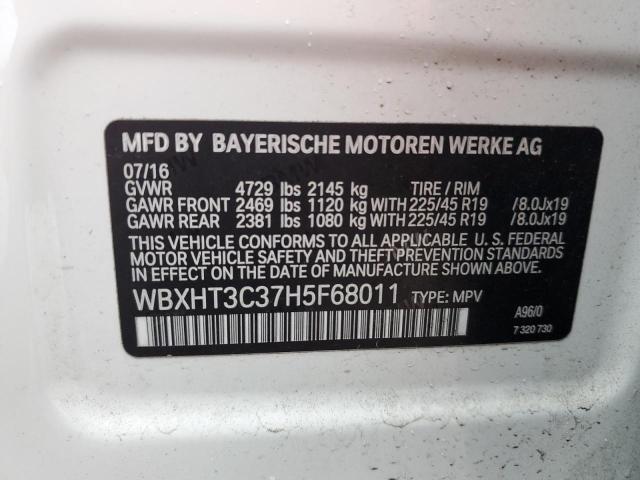 MFD BY BAYERISCHE MOTOREN WERKE AG
07/16
GVWR 4729 lbs 2145 kg TIRE / RIM
GAWR FRONT 2469 lbs 1120 kg WITH 225/45 R19 /8.0Jx19
GAWR REAR 2381 lbs 1080 kg WITH 225/45 R19 /8.0Jx19
THIS VEHICLE CONFORMS TO ALL APPLICABLE U. S. FEDERAL
MOTOR VEHICLE SAFETY BUMPER AND THEFT PREVENTION
STANDARDS IN EFFECT ON THE DATE OF MANUFACTURE SHOWN ABOVE.
WBXHT3C37H5F68011 TYPE: MPV
A96/0
7 320 730